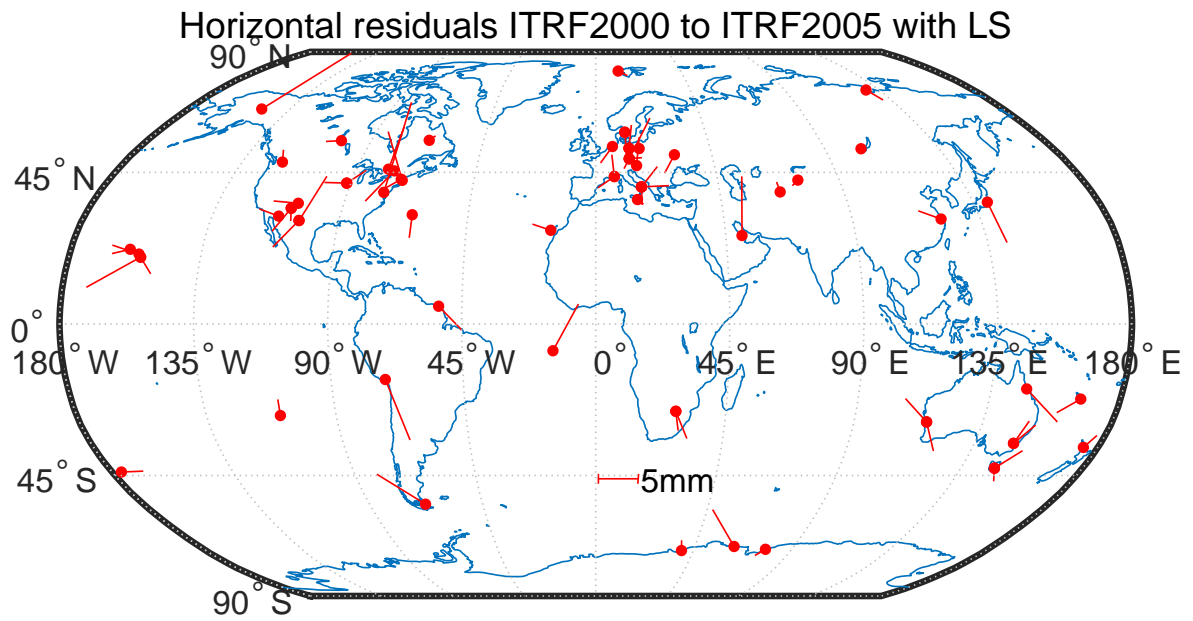 Horizontal residuals ITRF2000 to ITRF2005 with LS
90° N
45° N
0°
180° W 135° W 90° W 45° W 0° 45° E 90° E 135° E 180° E
45° S
5mm
90° S